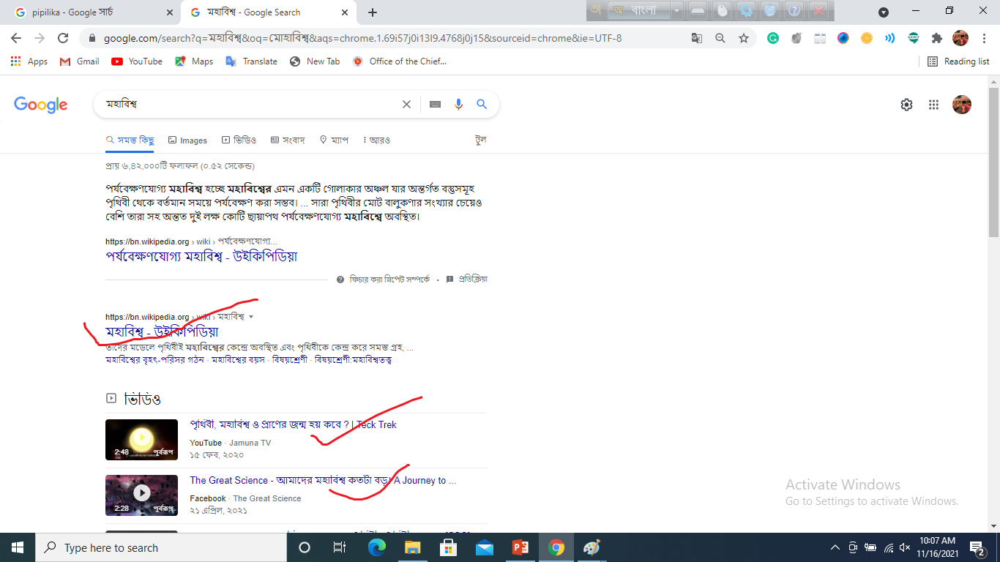 pipilika - Google সার্চ
মহাবিশ্ব - Google Search
অ বাংলা
google.com/search?q=মহাবিশ্ব&oq=মোহাবিশ্ব&aqs=chrome.1.69i57j0i13l9.4768j0j15&sourceid=chrome&ie=UTF-8
Apps Gmail YouTube Maps Translate New Tab Office of the Chief... Reading list
Google মহাবিশ্ব
সমস্ত কিছু Images ভিডিও সংবাদ ম্যাপ আরও টুল
প্রায় ৬,৪২,০০০টি ফলাফল (০.৫২ সেকেন্ড)
পর্যবেক্ষণযোগ্য মহাবিশ্ব হচ্ছে মহাবিশ্বের এমন একটি গোলাকার অঞ্চল যার অন্তর্গত বস্তুসমূহ
পৃথিবী থেকে বর্তমান সময়ে পর্যবেক্ষণ করা সম্ভব। ... সারা পৃথিবীর মোট বালুকণার সংখ্যার চেয়েও
বেশি তারা সহ অন্তত দুই লক্ষ কোটি ছায়াপথ পর্যবেক্ষণযোগ্য মহাবিশ্বে অবস্থিত।
https://bn.wikipedia.org › wiki › পর্যবেক্ষণযোগ্য...
পর্যবেক্ষণযোগ্য মহাবিশ্ব - উইকিপিডিয়া
ফিচার করা স্নিপেট সম্পর্কে · প্রতিক্রিয়া
https://bn.wikipedia.org › wiki › মহাবিশ্ব
মহাবিশ্ব - উইকিপিডিয়া
তাদের মডেলে পৃথিবীই মহাবিশ্বের কেন্দ্রে অবস্থিত এবং পৃথিবীকে কেন্দ্র করে সমস্ত গ্রহ, ...
মহাবিশ্বের বৃহৎ-পরিসর গঠন · মহাবিশ্বের বয়স · বিষয়শ্রেণী · বিষয়শ্রেণী:মহাবিশ্বতত্ত্ব
ভিডিও
পৃথিবী, মহাবিশ্ব ও প্রাণের জন্ম হয় কবে ? | Teck Trek
YouTube · Jamuna TV
2:48 পূর্বরূপ
১৫ ফেব, ২০২০
The Great Science - আমাদের মহাবিশ্ব কতটা বড়। A Journey to ...
Facebook · The Great Science
2:28 পূর্বরূপ
২১ এপ্রিল, ২০২১
Activate Windows
Go to Settings to activate Windows.
Type here to search
10:07 AM
11/16/2021
2